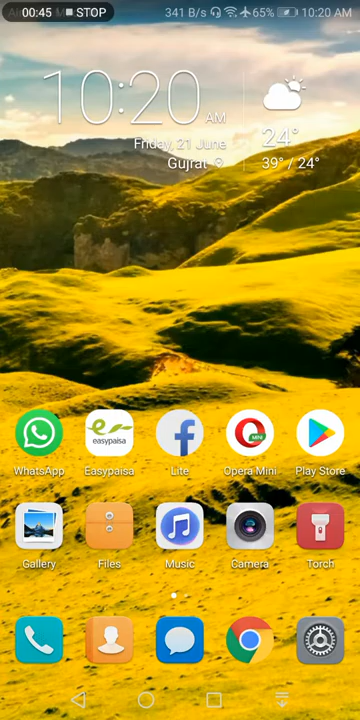 00:45 STOP
341 B/s 65% 10:20 AM
10:20 AM
Friday, 21 June
Gujrat
24°
39° / 24°
easypaisa
MINI
WhatsApp Easypaisa Lite Opera Mini Play Store
Gallery Files Music Camera Torch